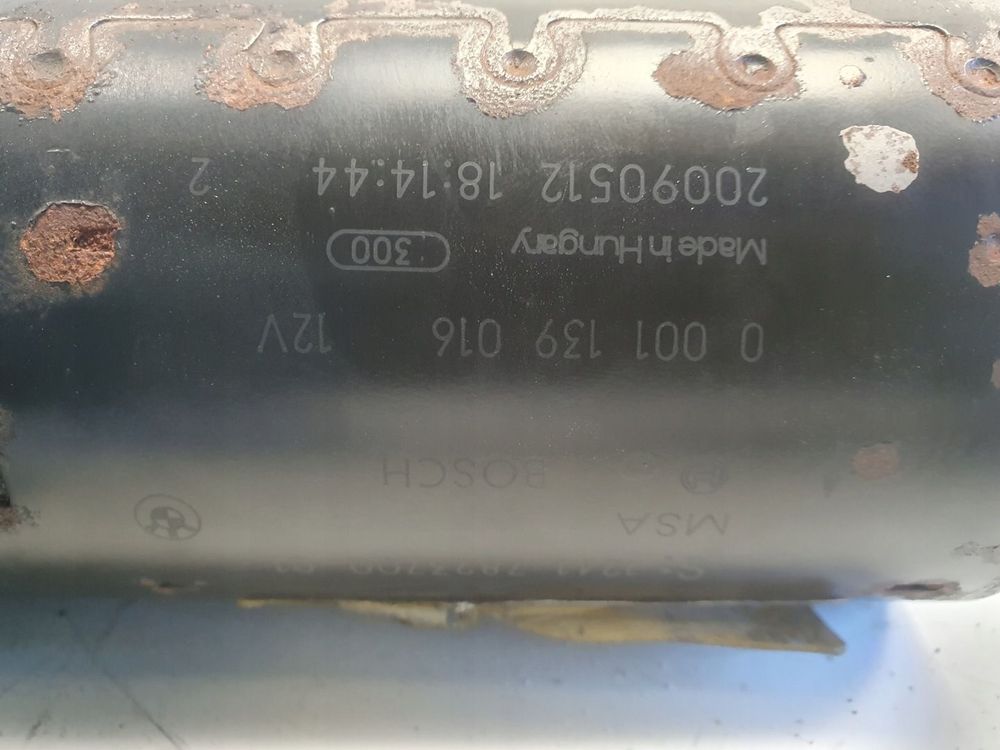 MSA
BOSCH
0 001 139 016 12V
Made in Hungary 300
20090512 18:14:44 2